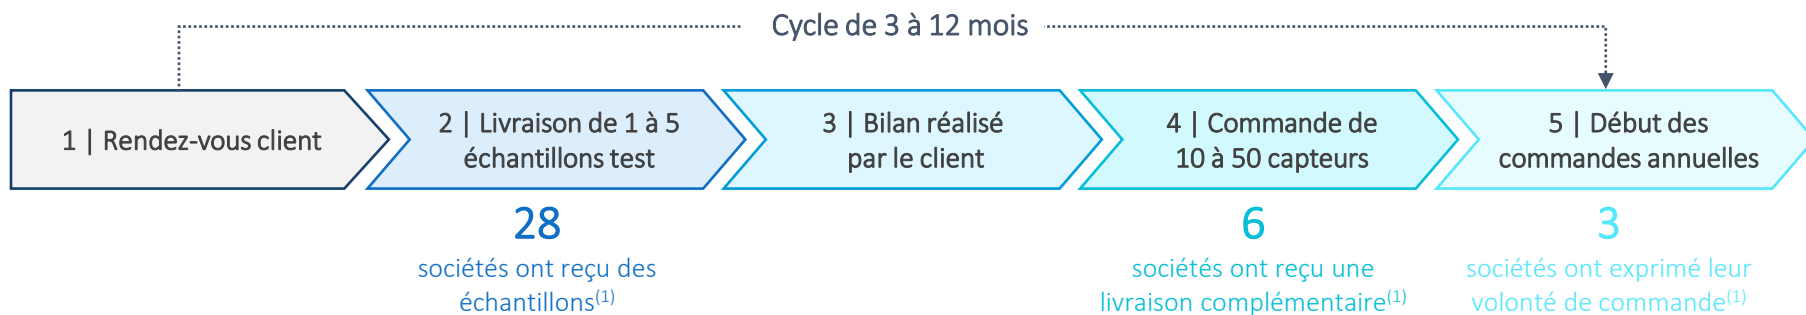 Cycle de 3 à 12 mois
1 | Rendez-vous client
2 | Livraison de 1 à 5
échantillons test
3 | Bilan réalisé
par le client
4 | Commande de
10 à 50 capteurs
5 | Début des
commandes annuelles
28
sociétés ont reçu des
échantillons(1)
6
sociétés ont reçu une
livraison complémentaire(1)
3
sociétés ont exprimé leur
volonté de commande(1)